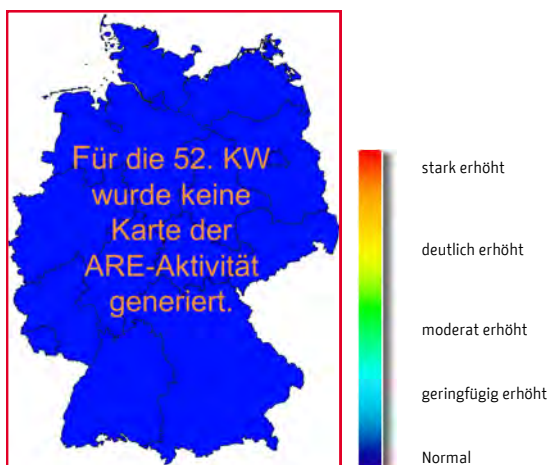 Für die 52. KW
wurde keine
Karte der
ARE-Aktivität
generiert.
stark erhöht
deutlich erhöht
moderat erhöht
geringfügig erhöht
Normal